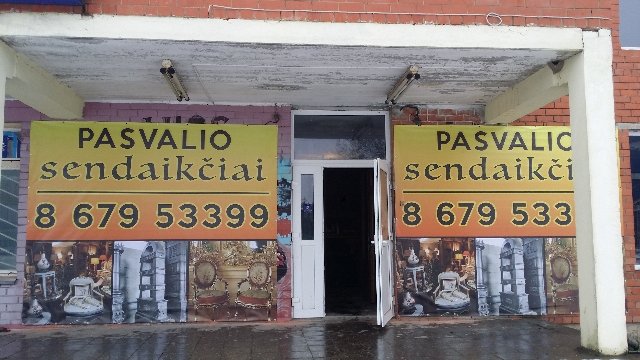 PASVALIO
sendaikčiai
8 679 53399
PASVALIO
sendaikči
8 679 533